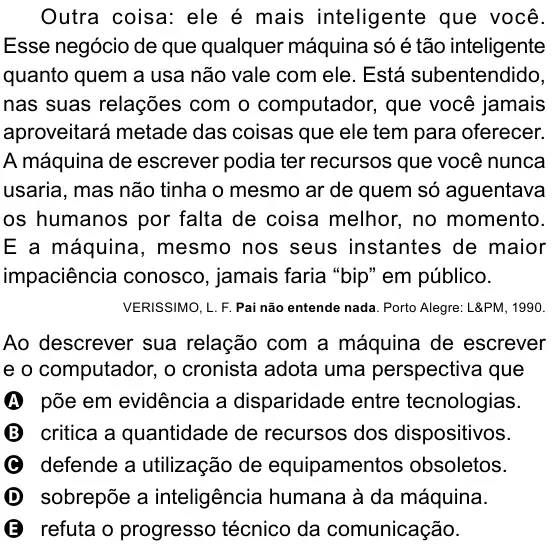 Outra coisa: ele é mais inteligente que você.
Esse negócio de que qualquer máquina só é tão inteligente
quanto quem a usa não vale com ele. Está subentendido,
nas suas relações com o computador, que você jamais
aproveitará metade das coisas que ele tem para oferecer.
A máquina de escrever podia ter recursos que você nunca
usaria, mas não tinha o mesmo ar de quem só aguentava
os humanos por falta de coisa melhor, no momento.
E a máquina, mesmo nos seus instantes de maior
impaciência conosco, jamais faria “bip” em público.
VERISSIMO, L. F. Pai não entende nada. Porto Alegre: L&PM, 1990.
Ao descrever sua relação com a máquina de escrever
e o computador, o cronista adota uma perspectiva que
A põe em evidência a disparidade entre tecnologias.
B critica a quantidade de recursos dos dispositivos.
C defende a utilização de equipamentos obsoletos.
D sobrepõe a inteligência humana à da máquina.
E refuta o progresso técnico da comunicação.